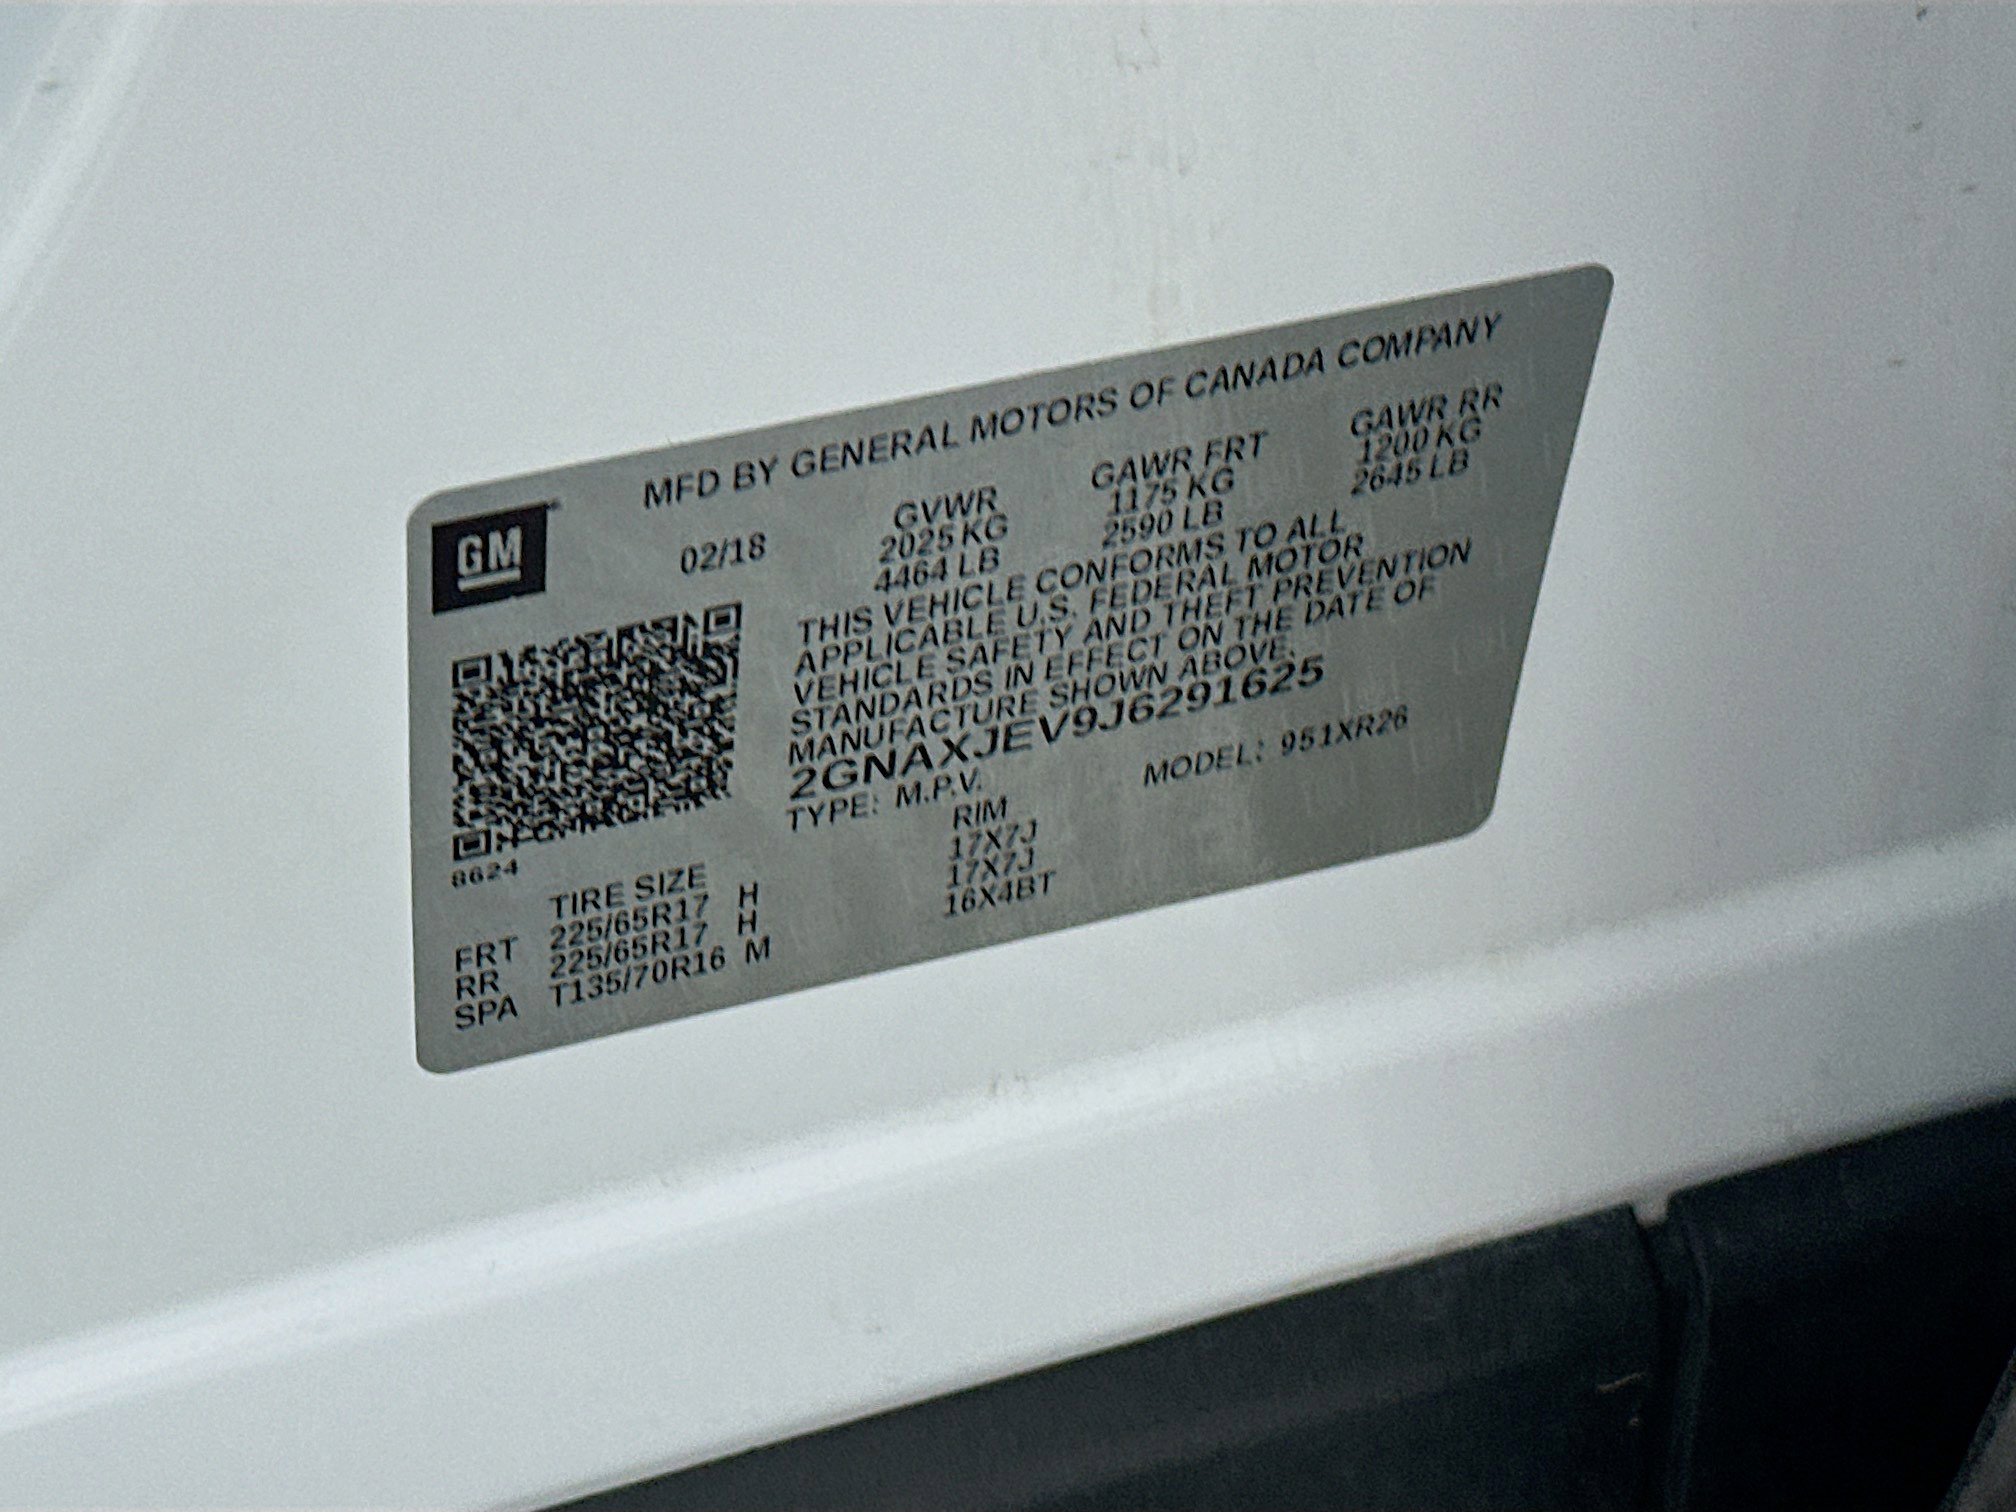 MFD BY GENERAL MOTORS OF CANADA COMPANY
GM
02/18
GVWR GAWR FRT GAWR RR
2025 KG 1175 KG 1200 KG
4464 LB 2590 LB 2645 LB
THIS VEHICLE CONFORMS TO ALL
APPLICABLE U.S. FEDERAL MOTOR
VEHICLE SAFETY AND THEFT PREVENTION
STANDARDS IN EFFECT ON THE DATE OF
MANUFACTURE SHOWN ABOVE.
2GNAXJEV9J6291625
TYPE: M.P.V. MODEL: 951XR26
8624
TIRE SIZE RIM
FRT 225/65R17 H 17X7J
RR 225/65R17 H 17X7J
SPA T135/70R16 M 16X4BT